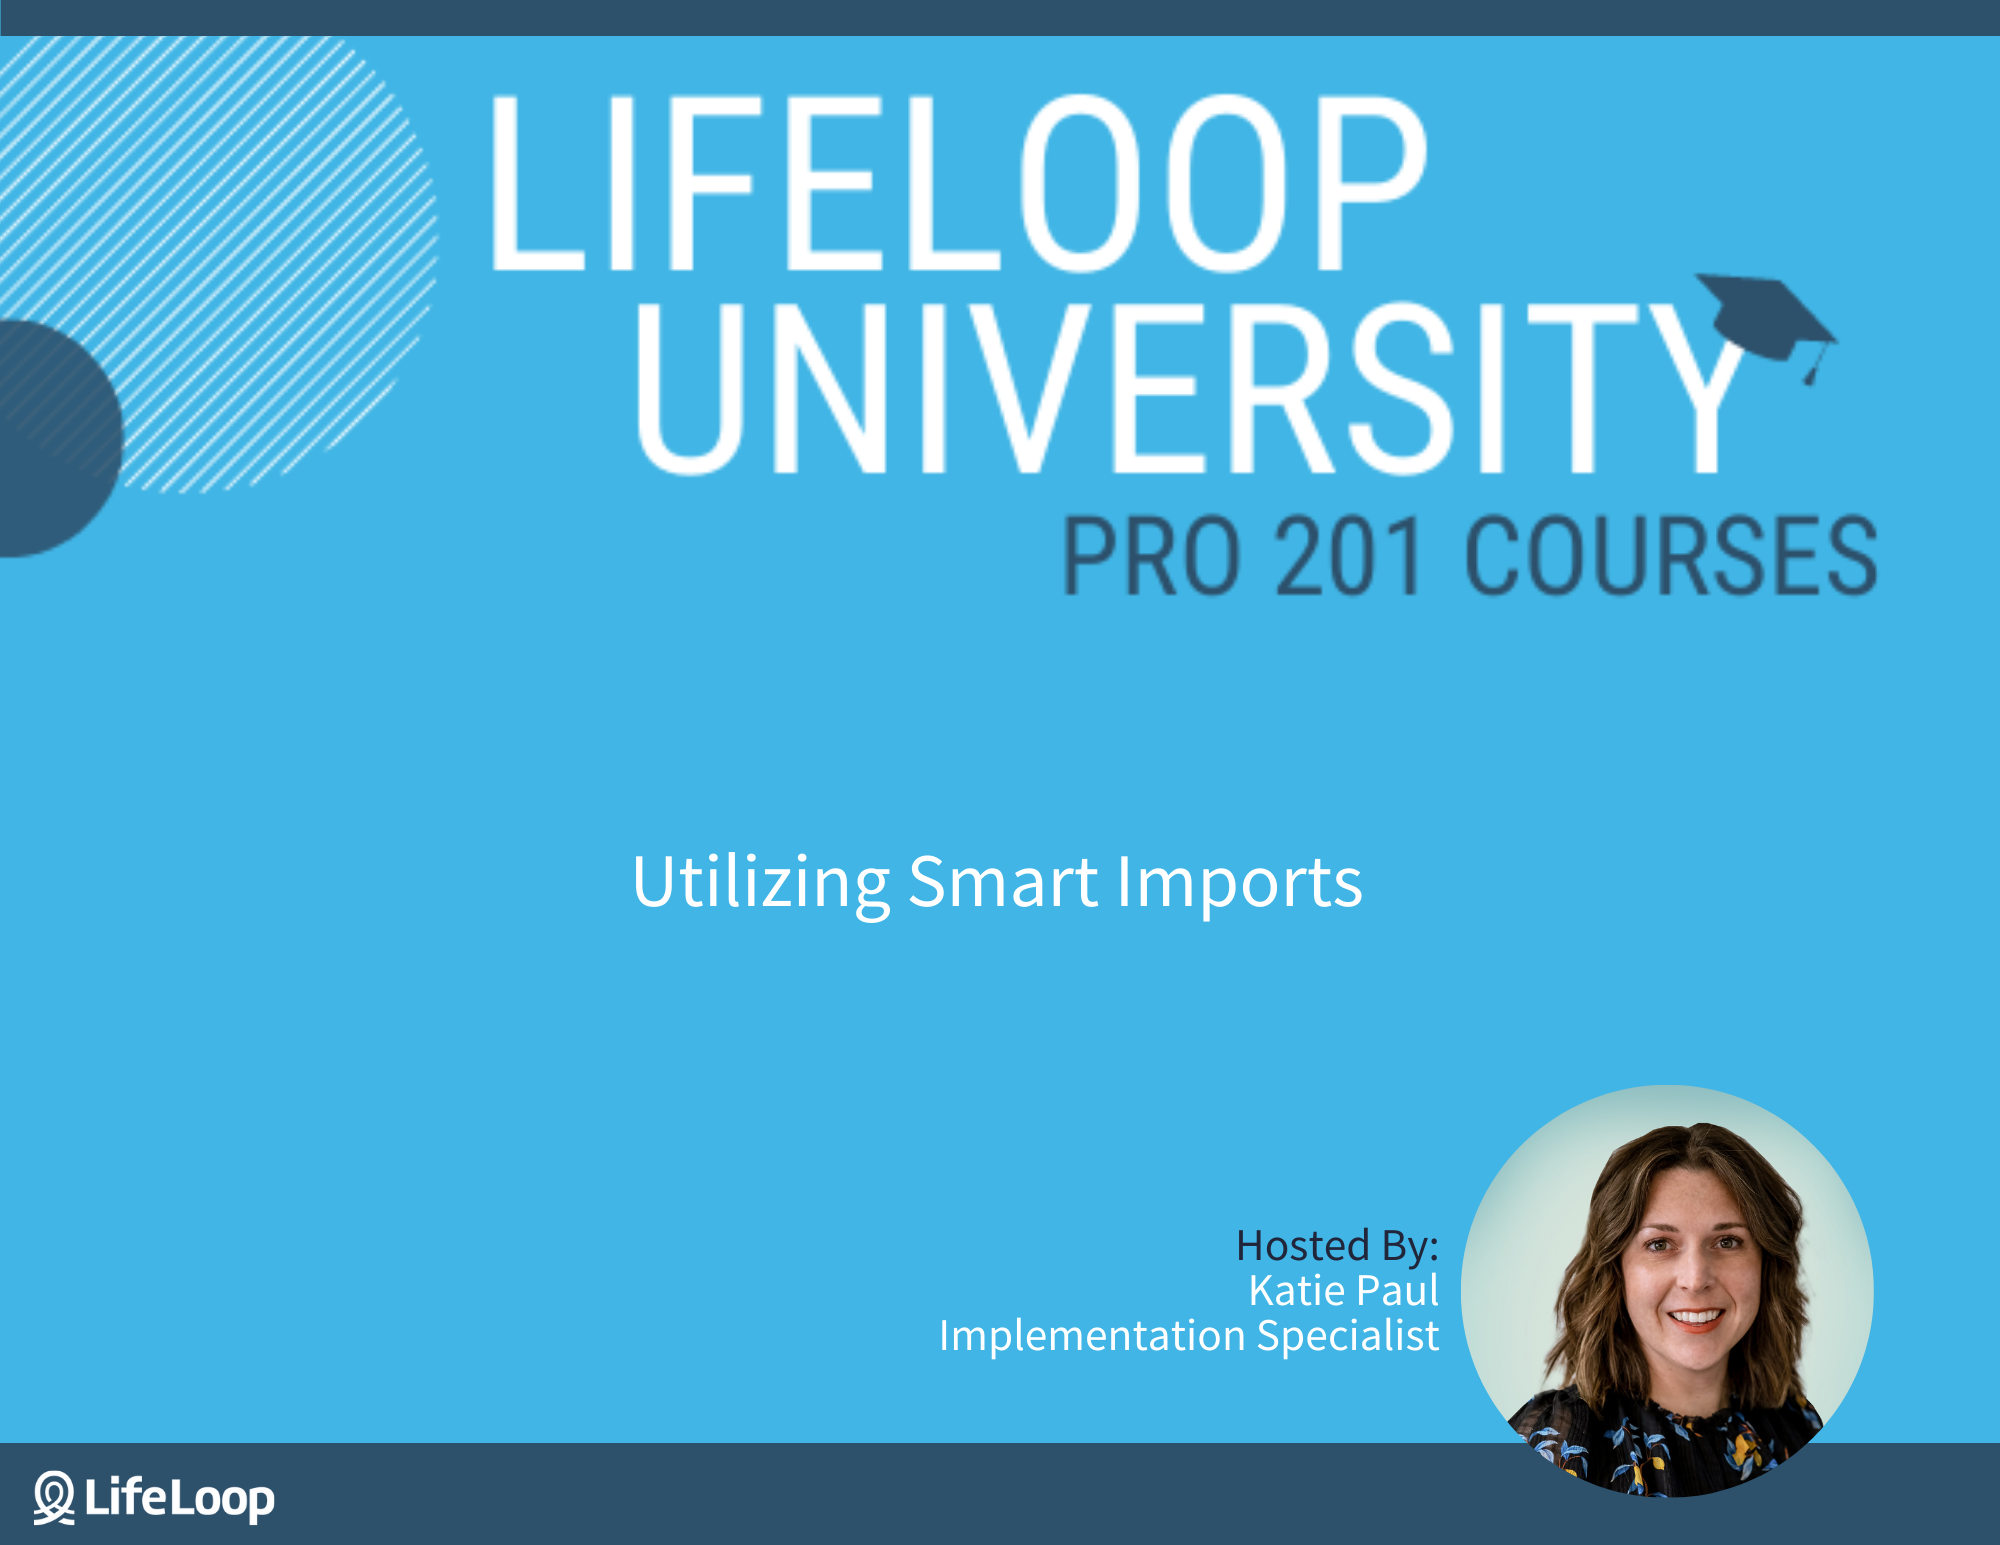 LIFELOOP
UNIVERSITY
PRO 201 COURSES
Utilizing Smart Imports
Hosted By:
Katie Paul
Implementation Specialist
LifeLoop